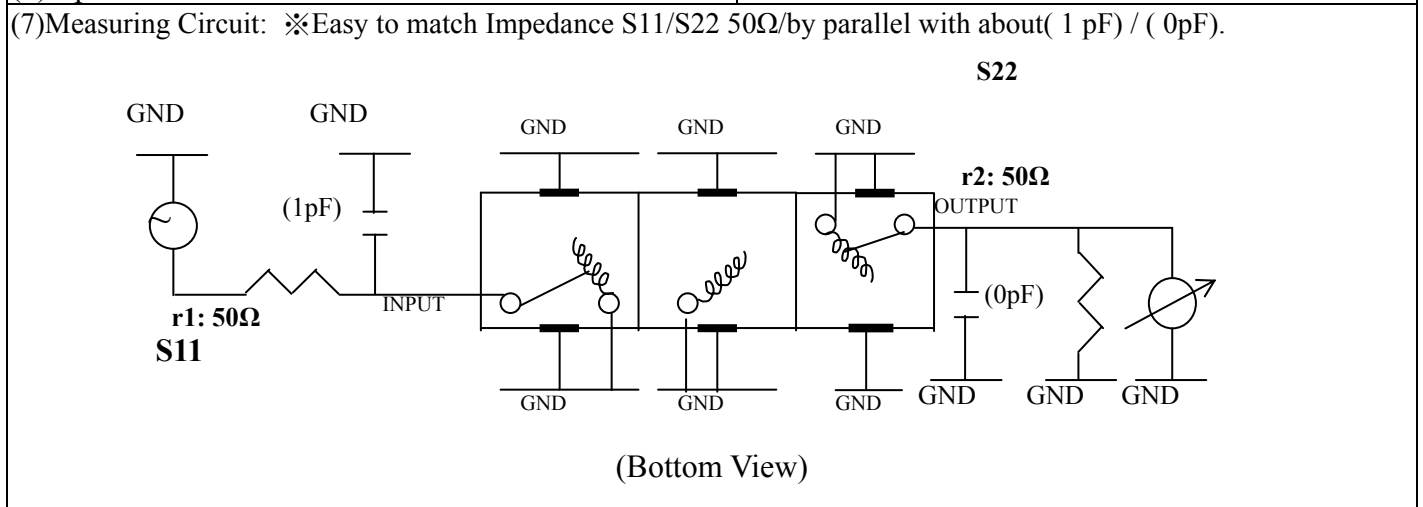 (7)Measuring Circuit: ※Easy to match Impedance S11/S22 50Ω/by parallel with about( 1 pF) / ( 0pF).
S22
GND GND GND GND GND
r2: 50Ω
(1pF)
OUTPUT
(0pF)
INPUT
r1: 50Ω
S11
GND GND GND GND GND GND
(Bottom View)